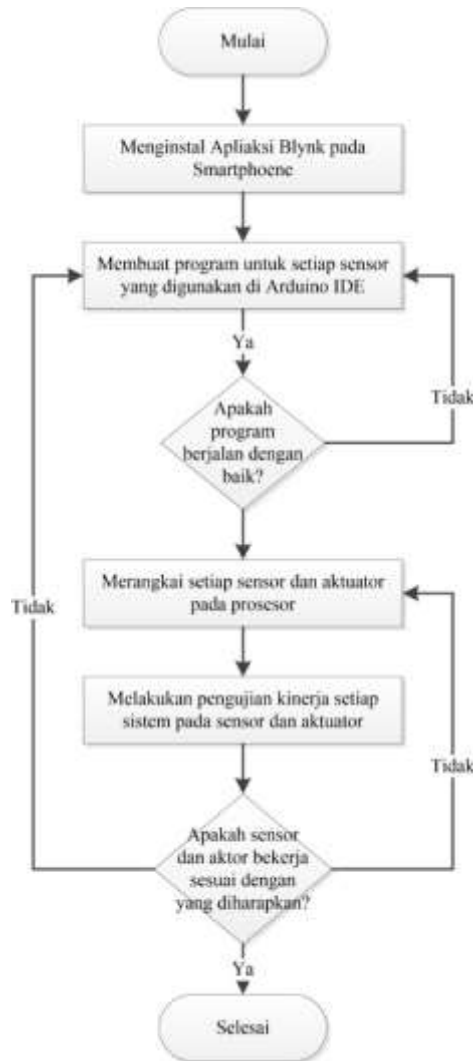 Mulai
Menginstal Apliaksi Blynk pada
Smartphoene
Membuat program untuk setiap sensor
yang digunakan di Arduino IDE
Ya
Tidak
Apakah
program
berjalan dengan
baik?
Merangkai setiap sensor dan aktuator
pada prosesor
Tidak
Melakukan pengujian kinerja setiap
sistem pada sensor dan aktuator
Tidak
Apakah sensor
dan aktor bekerja
sesuai dengan
yang diharapkan?
Ya
Selesai